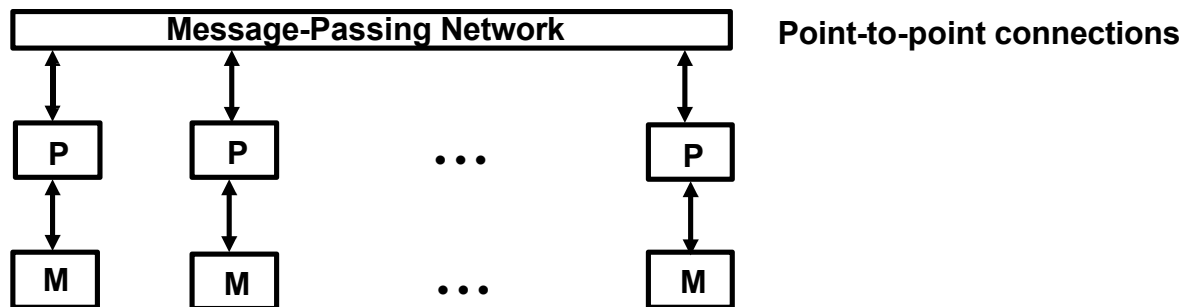 Message-Passing Network
Point-to-point connections
P P ... P
M M ... M